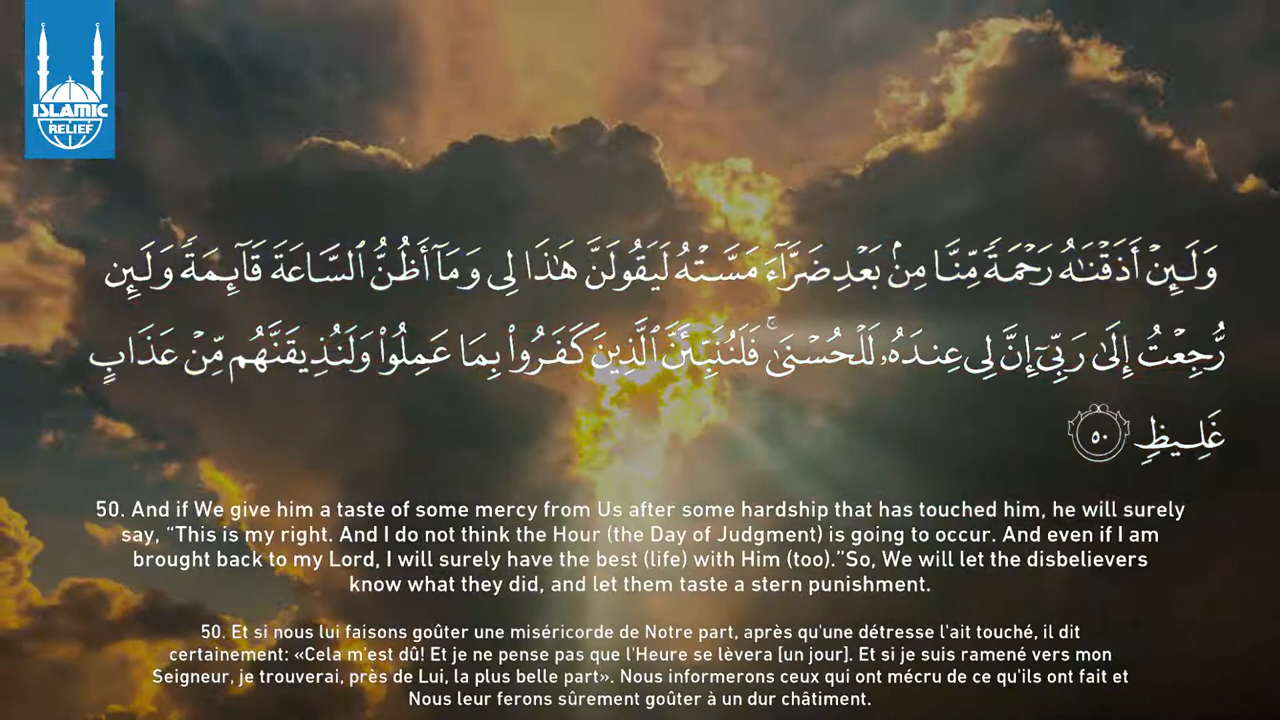 ISLAMIC
RELIEF
وَلَئِنْ أَذَقْنَٰهُ رَحْمَةً مِّنَّا مِنۢ بَعْدِ ضَرَّآءَ مَسَّتْهُ لَيَقُولَنَّ هَٰذَا لِى وَمَآ أَظُنُّ ٱلسَّاعَةَ قَآئِمَةً وَلَئِن
رُّجِعْتُ إِلَىٰ رَبِّىٓ إِنَّ لِى عِندَهُۥ لَلْحُسْنَىٰ ۚ فَلَنُنَبِّئَنَّ ٱلَّذِينَ كَفَرُوا۟ بِمَا عَمِلُوا۟ وَلَنُذِيقَنَّهُم مِّنْ عَذَابٍ
غَلِيظٍ ٥٠
50. And if We give him a taste of some mercy from Us after some hardship that has touched him, he will surely
say, “This is my right. And I do not think the Hour (the Day of Judgment) is going to occur. And even if I am
brought back to my Lord, I will surely have the best (life) with Him (too).”So, We will let the disbelievers
know what they did, and let them taste a stern punishment.
50. Et si nous lui faisons goûter une miséricorde de Notre part, après qu'une détresse l'ait touché, il dit
certainement: «Cela m'est dû! Et je ne pense pas que l'Heure se lèvera [un jour]. Et si je suis ramené vers mon
Seigneur, je trouverai, près de Lui, la plus belle part». Nous informerons ceux qui ont mécru de ce qu'ils ont fait et
Nous leur ferons sûrement goûter à un dur châtiment.